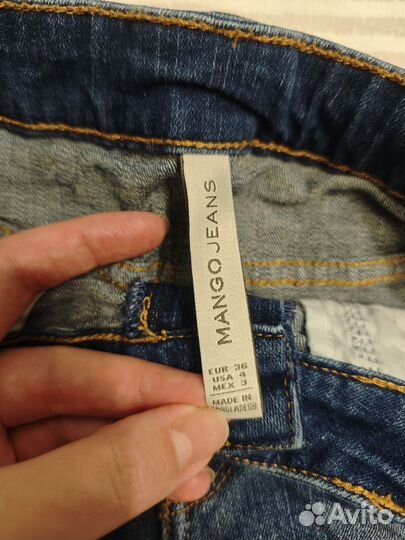 MANGO JEANS
EUR 36
USA 4
MEX 3
MADE IN
BANGLADESH
Avito